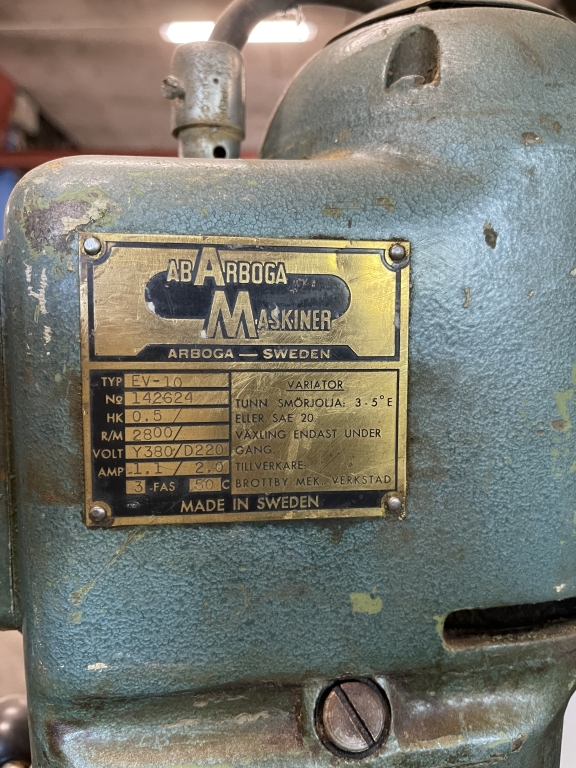 AB ARBOGA
MASKINER
ARBOGA — SWEDEN
TYP EV-10
No 142624
HK 0.5 /
R/M 2800/
VOLT Y380/D220
AMP 1.1 / 2.0
3 -FAS 50 C
VARIATOR
TUNN SMÖRJOLJA: 3-5° E
ELLER SAE 20
VÄXLING ENDAST UNDER
GÅNG.
TILLVERKARE:
BROTTBY MEK. VERKSTAD
MADE IN SWEDEN